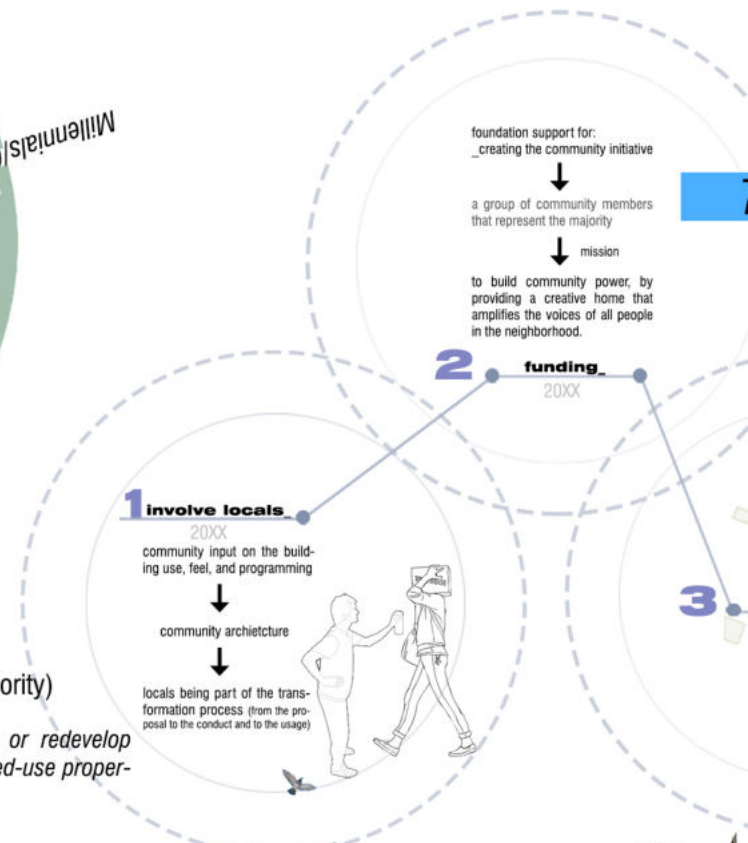 Millennials
foundation support for:
_creating the community initiative
a group of community members
that represent the majority
mission
to build community power, by
providing a creative home that
amplifies the voices of all people
in the neighborhood.
2 funding_
20XX
1 involve locals_
20XX
community input on the build-
ing use, feel, and programming
community archietcture
locals being part of the trans-
formation process (from the pro-
posal to the conduct and to the usage)
3
ority)
or redevelop
ed-use proper-